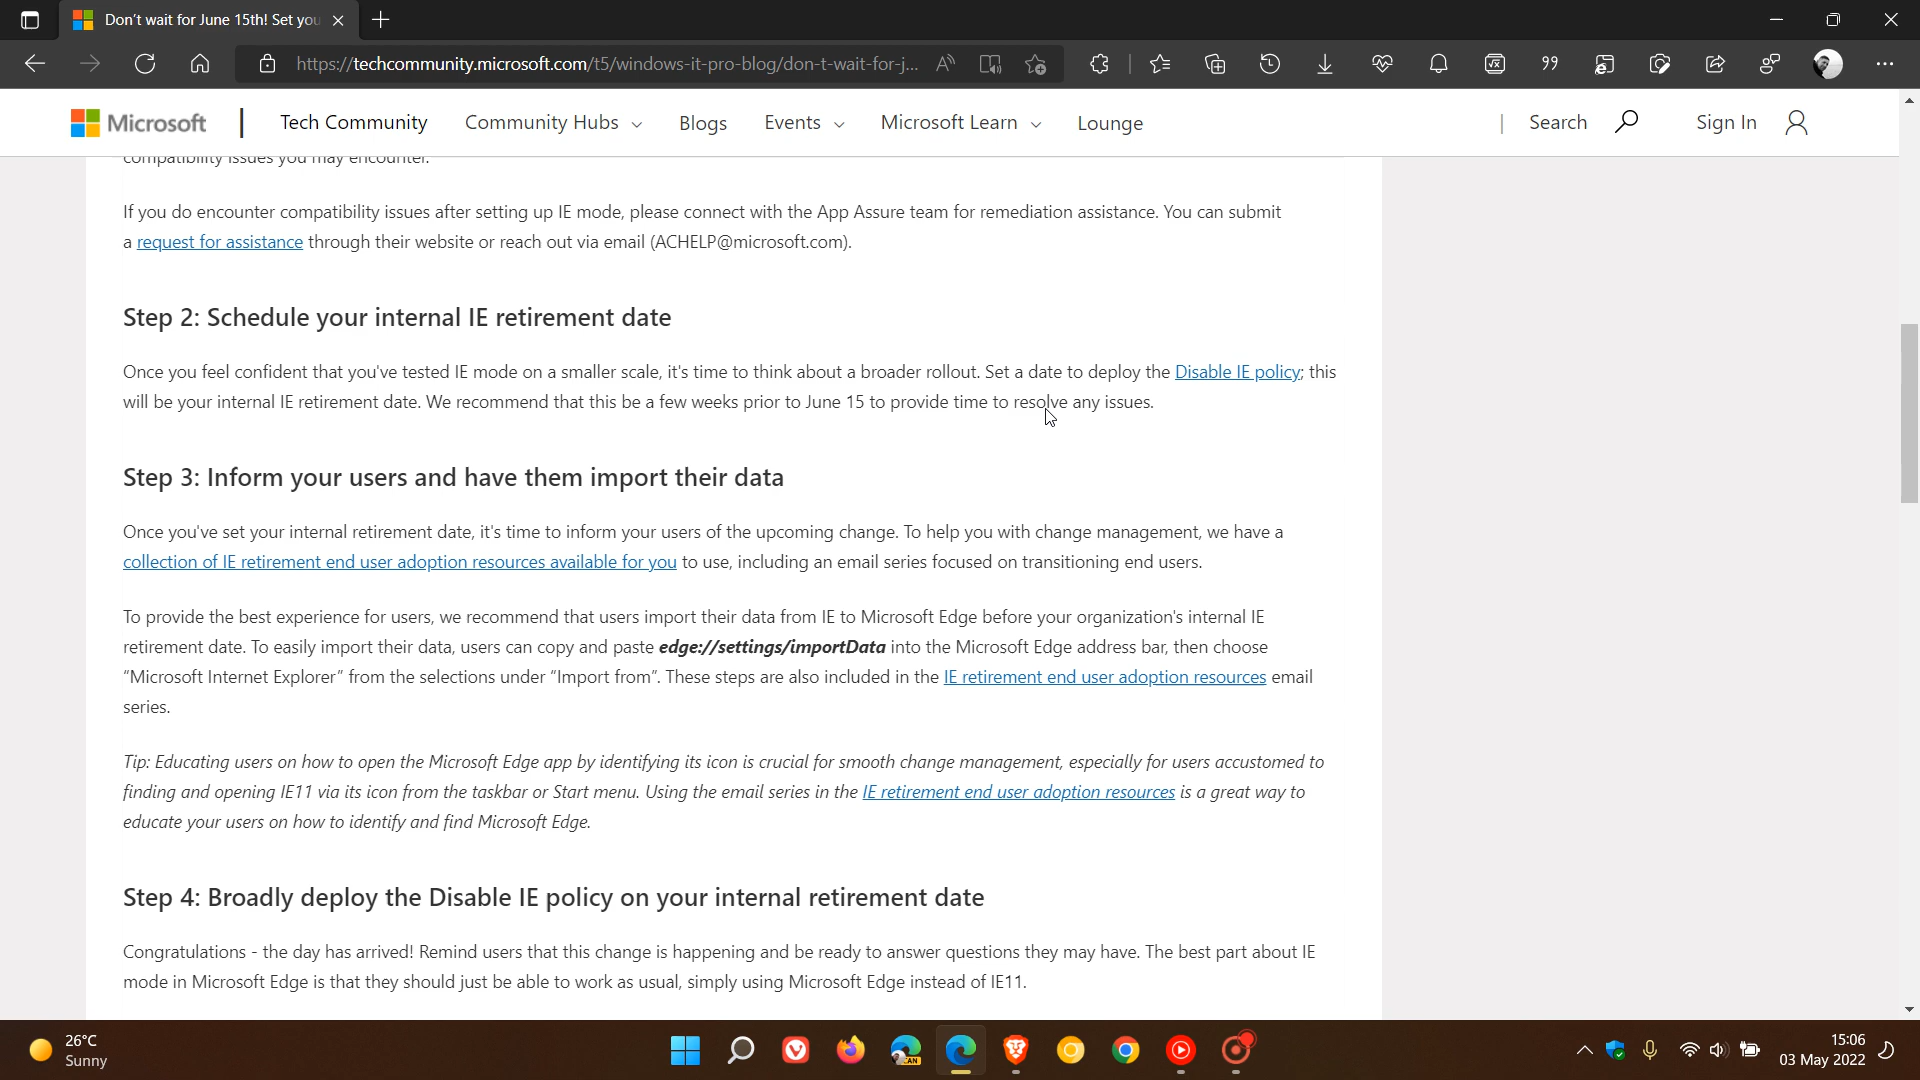 Don't wait for June 15th! Set you
https://techcommunity.microsoft.com/t5/windows-it-pro-blog/don-t-wait-for-j...
Microsoft
Tech Community
Community Hubs
Blogs
Events
Microsoft Learn
Lounge
Search
Sign In
compatibility issues you may encounter.
If you do encounter compatibility issues after setting up IE mode, please connect with the App Assure team for remediation assistance. You can submit
a request for assistance through their website or reach out via email (ACHELP@microsoft.com).
Step 2: Schedule your internal IE retirement date
Once you feel confident that you've tested IE mode on a smaller scale, it's time to think about a broader rollout. Set a date to deploy the Disable IE policy; this
will be your internal IE retirement date. We recommend that this be a few weeks prior to June 15 to provide time to resolve any issues.
Step 3: Inform your users and have them import their data
Once you've set your internal retirement date, it's time to inform your users of the upcoming change. To help you with change management, we have a
collection of IE retirement end user adoption resources available for you to use, including an email series focused on transitioning end users.
To provide the best experience for users, we recommend that users import their data from IE to Microsoft Edge before your organization's internal IE
retirement date. To easily import their data, users can copy and paste edge://settings/importData into the Microsoft Edge address bar, then choose
“Microsoft Internet Explorer” from the selections under “Import from”. These steps are also included in the IE retirement end user adoption resources email
series.
Tip: Educating users on how to open the Microsoft Edge app by identifying its icon is crucial for smooth change management, especially for users accustomed to
finding and opening IE11 via its icon from the taskbar or Start menu. Using the email series in the IE retirement end user adoption resources is a great way to
educate your users on how to identify and find Microsoft Edge.
Step 4: Broadly deploy the Disable IE policy on your internal retirement date
Congratulations - the day has arrived! Remind users that this change is happening and be ready to answer questions they may have. The best part about IE
mode in Microsoft Edge is that they should just be able to work as usual, simply using Microsoft Edge instead of IE11.
26°C
Sunny
CAN
15:06
03 May 2022